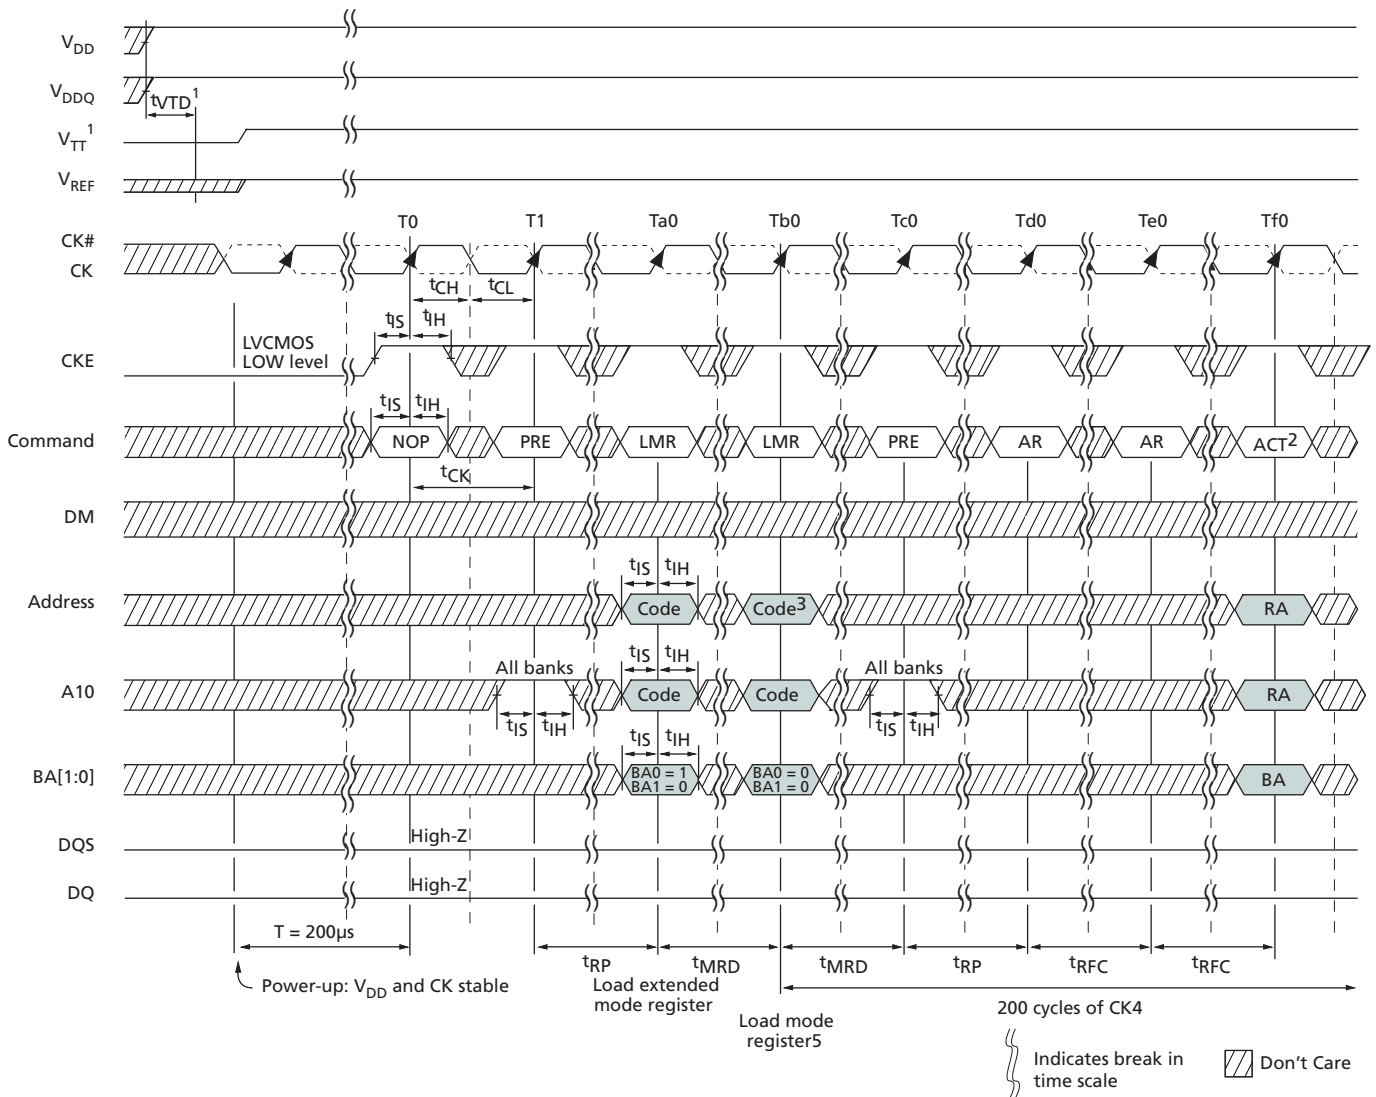 VDD
VDDQ
tVTD1
VTT1
VREF
T0 T1 Ta0 Tb0 Tc0 Td0 Te0 Tf0
CK#
CK
tCH tCL
tIS tIH
LVCMOS
LOW level
CKE
tIS tIH
Command NOP PRE LMR LMR PRE AR AR ACT2
tCK
DM
tIS tIH
Address Code Code3 RA
tIS tIH
All banks All banks
A10 Code Code RA
tIS tIH tIS tIH
tIS tIH
BA[1:0] BA0 = 1 BA0 = 0 BA
BA1 = 0 BA1 = 0
High-Z
DQS
High-Z
DQ
T = 200µs
tRP tMRD tMRD tRP tRFC tRFC
Power-up: VDD and CK stable
Load extended
mode register
200 cycles of CK4
Load mode
register5
Indicates break in
time scale
Don't Care